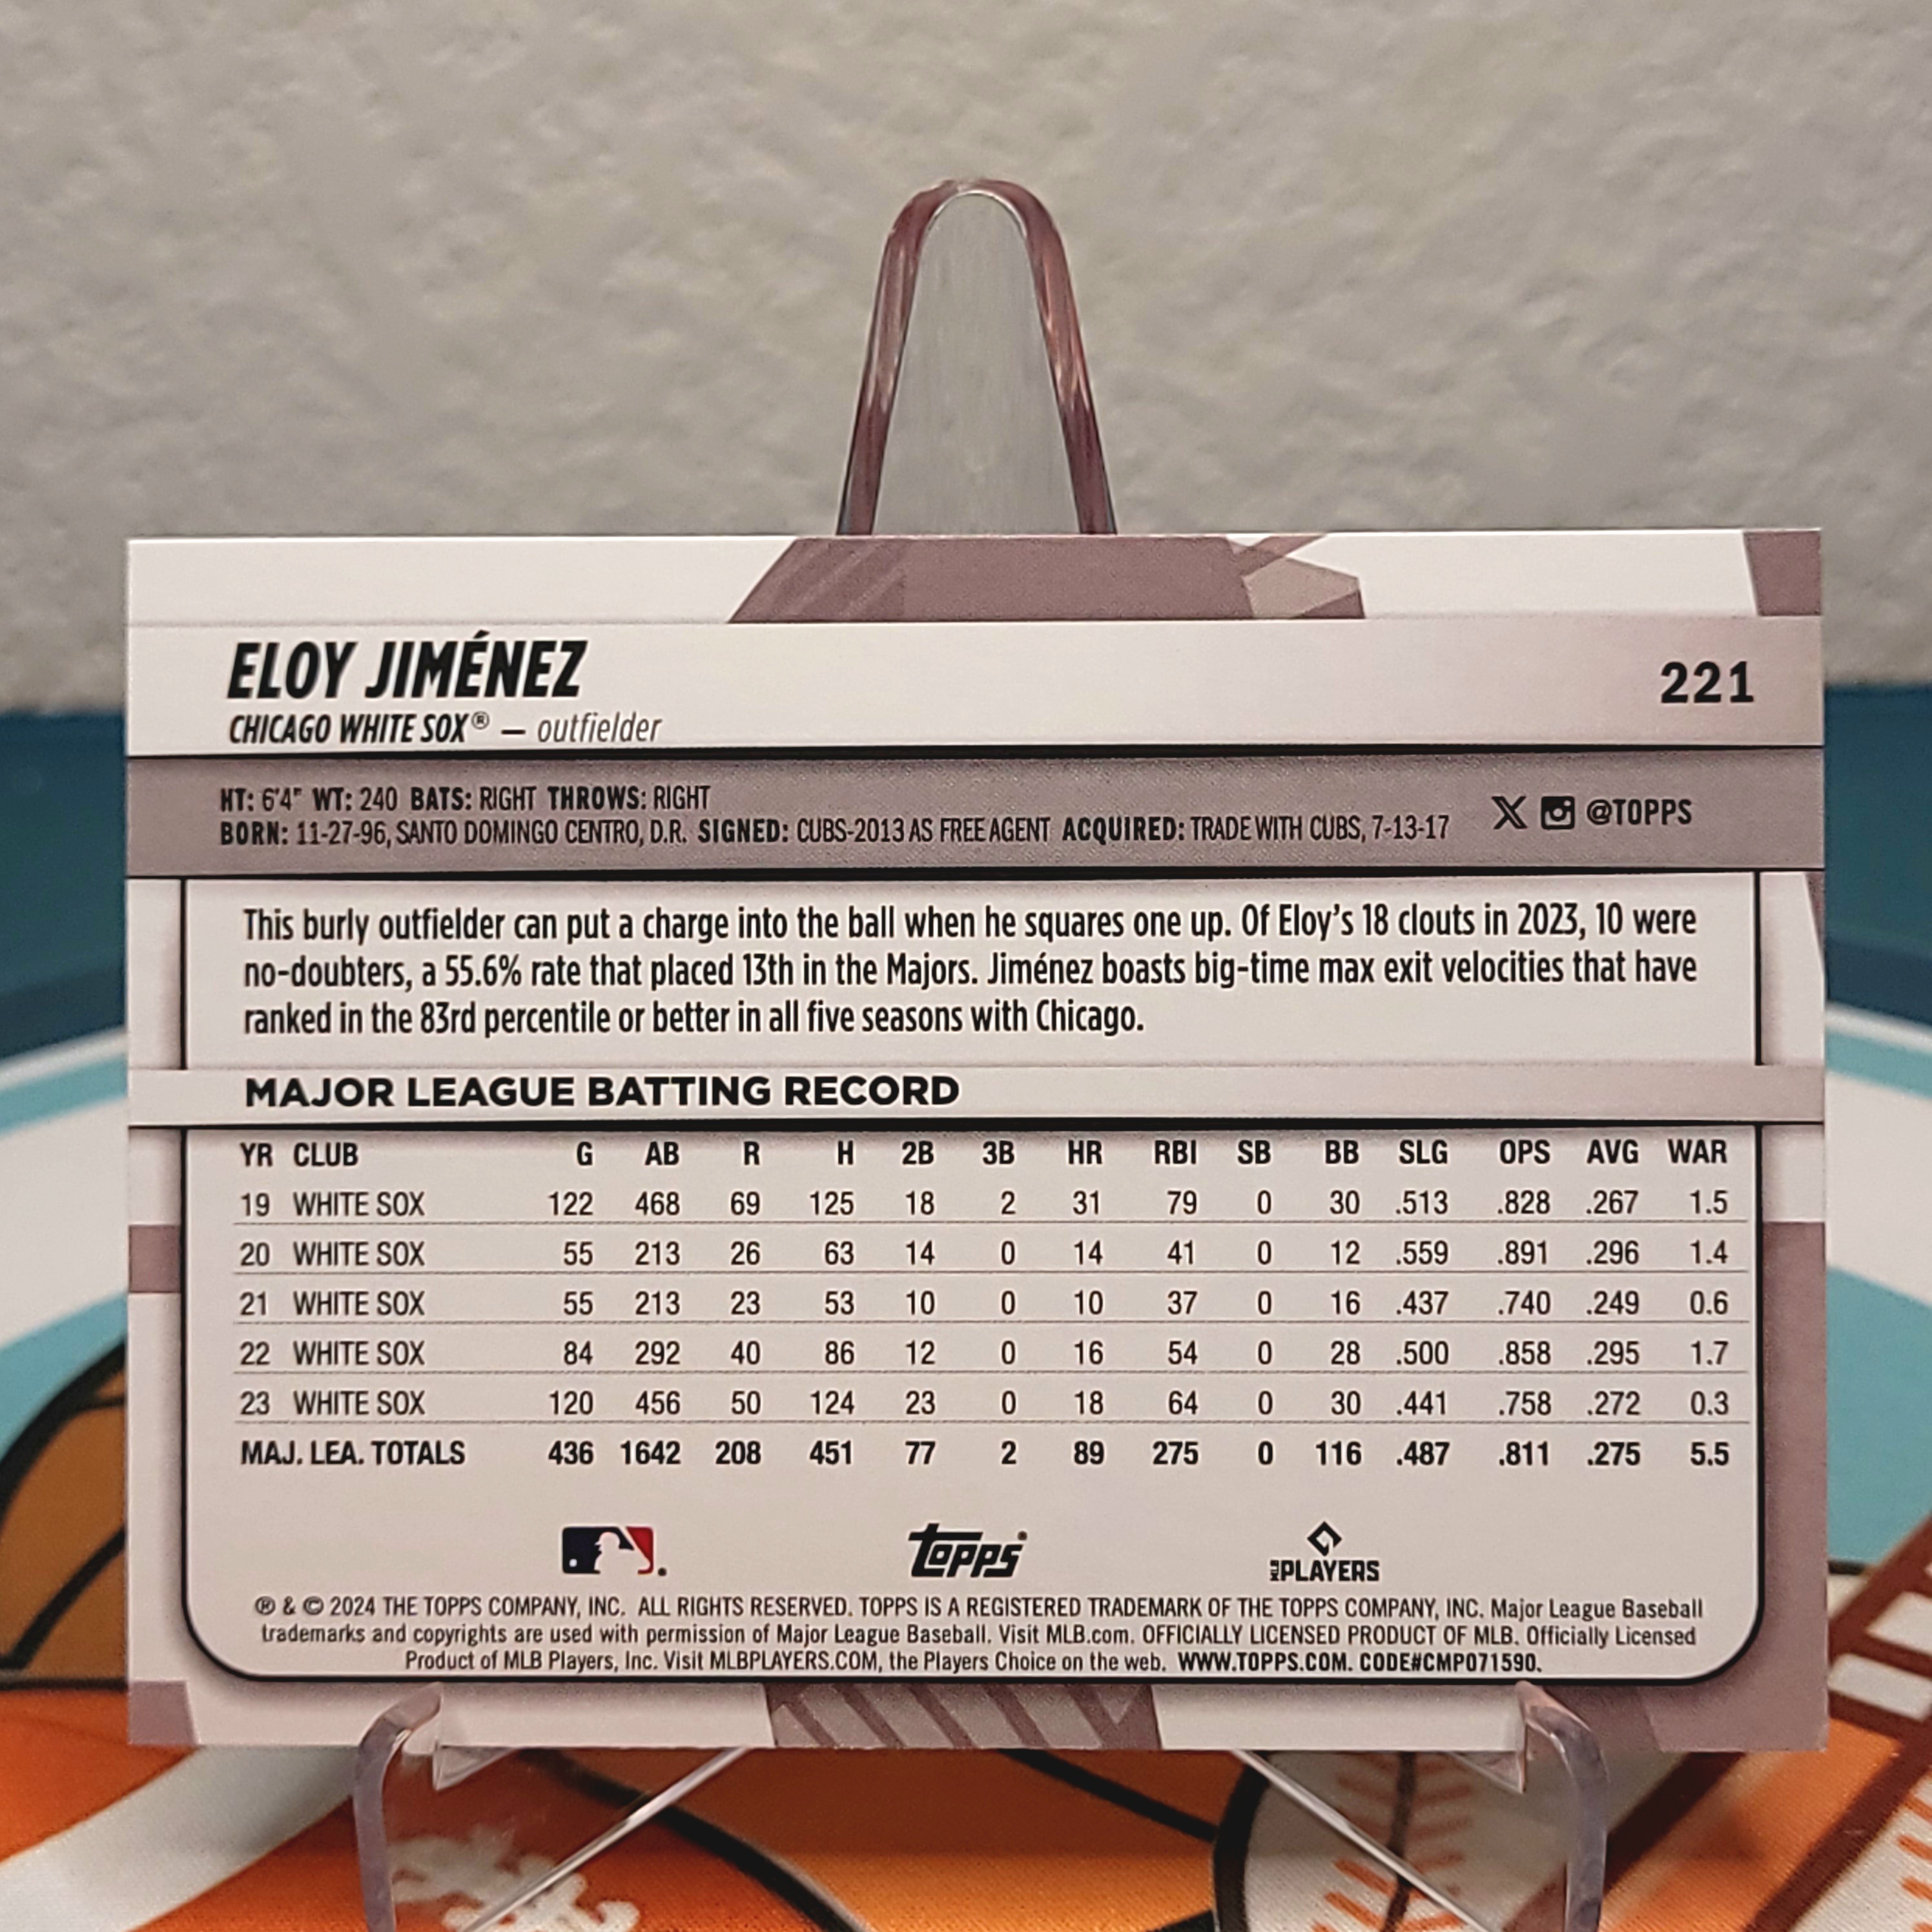 ELOY JIMÉNEZ
221
CHICAGO WHITE SOX® — outfielder
HT: 6'4" WT: 240 BATS: RIGHT THROWS: RIGHT
BORN: 11-27-96, SANTO DOMINGO CENTRO, D.R. SIGNED: CUBS-2013 AS FREE AGENT ACQUIRED: TRADE WITH CUBS, 7-13-17
@TOPPS
This burly outfielder can put a charge into the ball when he squares one up. Of Eloy's 18 clouts in 2023, 10 were
no-doubters, a 55.6% rate that placed 13th in the Majors. Jiménez boasts big-time max exit velocities that have
ranked in the 83rd percentile or better in all five seasons with Chicago.
MAJOR LEAGUE BATTING RECORD
YR CLUB G AB R H 2B 3B HR RBI SB BB SLG OPS AVG WAR
19 WHITE SOX 122 468 69 125 18 2 31 79 0 30 .513 .828 .267 1.5
20 WHITE SOX 55 213 26 63 14 0 14 41 0 12 .559 .891 .296 1.4
21 WHITE SOX 55 213 23 53 10 0 10 37 0 16 .437 .740 .249 0.6
22 WHITE SOX 84 292 40 86 12 0 16 54 0 28 .500 .858 .295 1.7
23 WHITE SOX 120 456 50 124 23 0 18 64 0 30 .441 .758 .272 0.3
MAJ. LEA. TOTALS 436 1642 208 451 77 2 89 275 0 116 .487 .811 .275 5.5
topps
MLB PLAYERS
® & © 2024 THE TOPPS COMPANY, INC. ALL RIGHTS RESERVED. TOPPS IS A REGISTERED TRADEMARK OF THE TOPPS COMPANY, INC. Major League Baseball
trademarks and copyrights are used with permission of Major League Baseball. Visit MLB.com. OFFICIALLY LICENSED PRODUCT OF MLB. Officially Licensed
Product of MLB Players, Inc. Visit MLBPLAYERS.COM, the Players Choice on the web. WWW.TOPPS.COM. CODE#CMP071590.